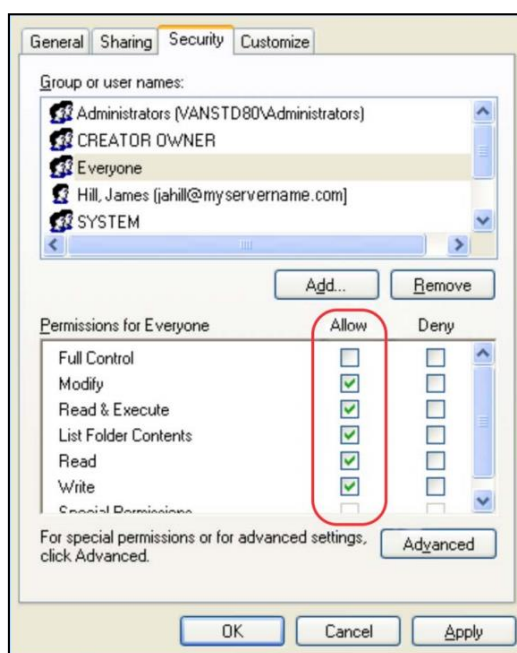 General Sharing Security Customize
Group or user names:
Administrators (VANSTD80\Administrators)
CREATOR OWNER
Everyone
Hill, James (jahill@myservername.com)
SYSTEM
Add... Remove
Permissions for Everyone Allow Deny
Full Control
Modify
Read & Execute
List Folder Contents
Read
Write
Special Permissions
For special permissions or for advanced settings, Advanced
click Advanced.
OK Cancel Apply